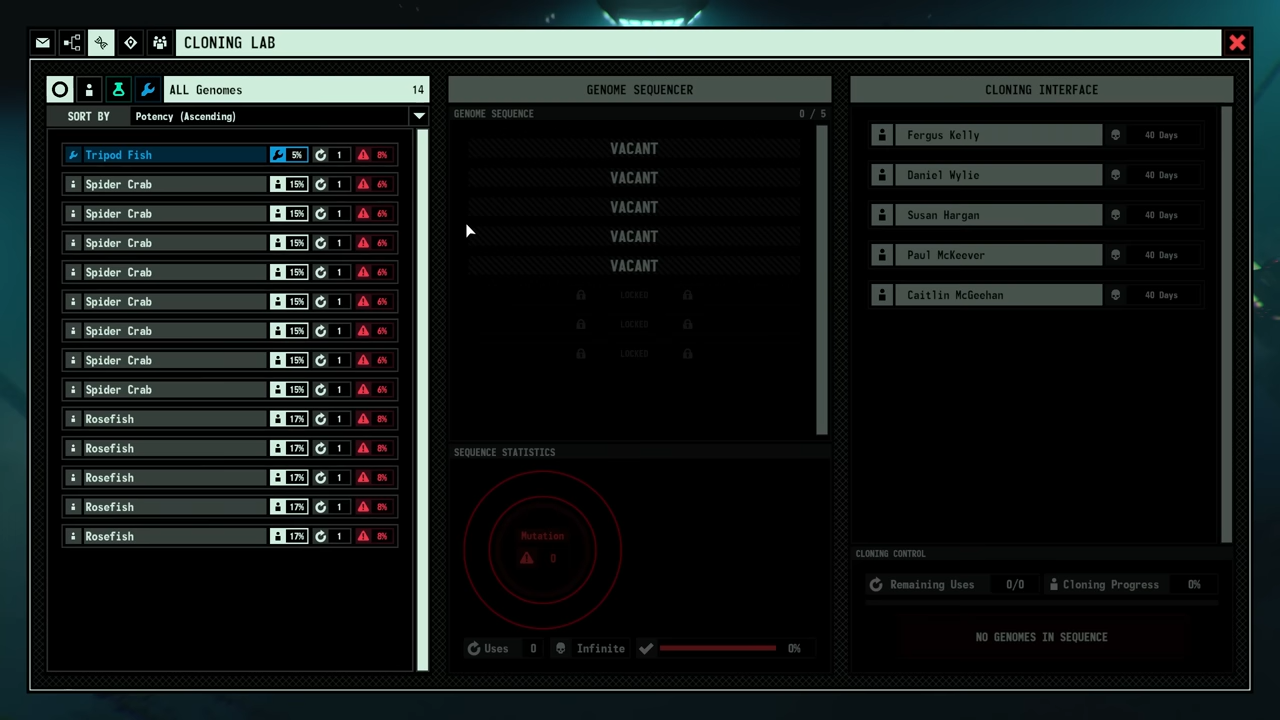 CLONING LAB
ALL Genomes 14
SORT BY Potency (Ascending)
Tripod Fish 5% 1 8%
Spider Crab 15% 1 6%
Spider Crab 15% 1 6%
Spider Crab 15% 1 6%
Spider Crab 15% 1 6%
Spider Crab 15% 1 6%
Spider Crab 15% 1 6%
Spider Crab 15% 1 6%
Spider Crab 15% 1 6%
Rosefish 17% 1 8%
Rosefish 17% 1 8%
Rosefish 17% 1 8%
Rosefish 17% 1 8%
Rosefish 17% 1 8%
GENOME SEQUENCER
GENOME SEQUENCE 0 / 5
VACANT
VACANT
VACANT
VACANT
VACANT
LOCKED
LOCKED
LOCKED
SEQUENCE STATISTICS
Mutation
0
Uses 0 Infinite 0%
CLONING INTERFACE
Fergus Kelly 40 Days
Daniel Wylie 40 Days
Susan Hargan 40 Days
Paul McKeever 40 Days
Caitlin McGeehan 40 Days
CLONING CONTROL
Remaining Uses 0/0 Cloning Progress 0%
NO GENOMES IN SEQUENCE